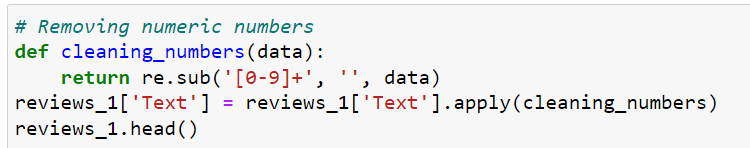 # Removing numeric numbers
def cleaning_numbers(data):
    return re.sub('[0-9]+', '', data)
reviews_1['Text'] = reviews_1['Text'].apply(cleaning_numbers)
reviews_1.head()